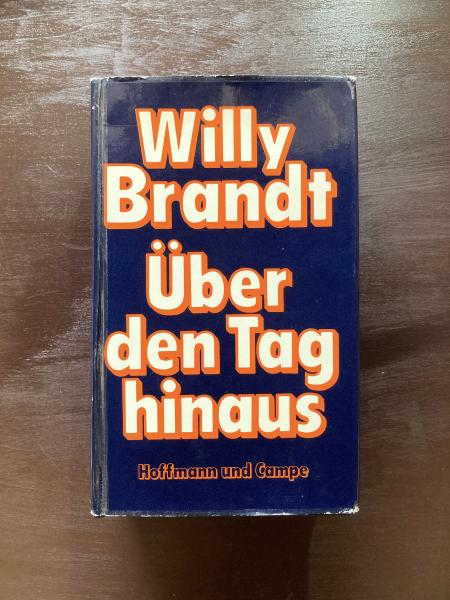 Willy
Brandt
Über
den Tag
hinaus
Hoffmann und Campe